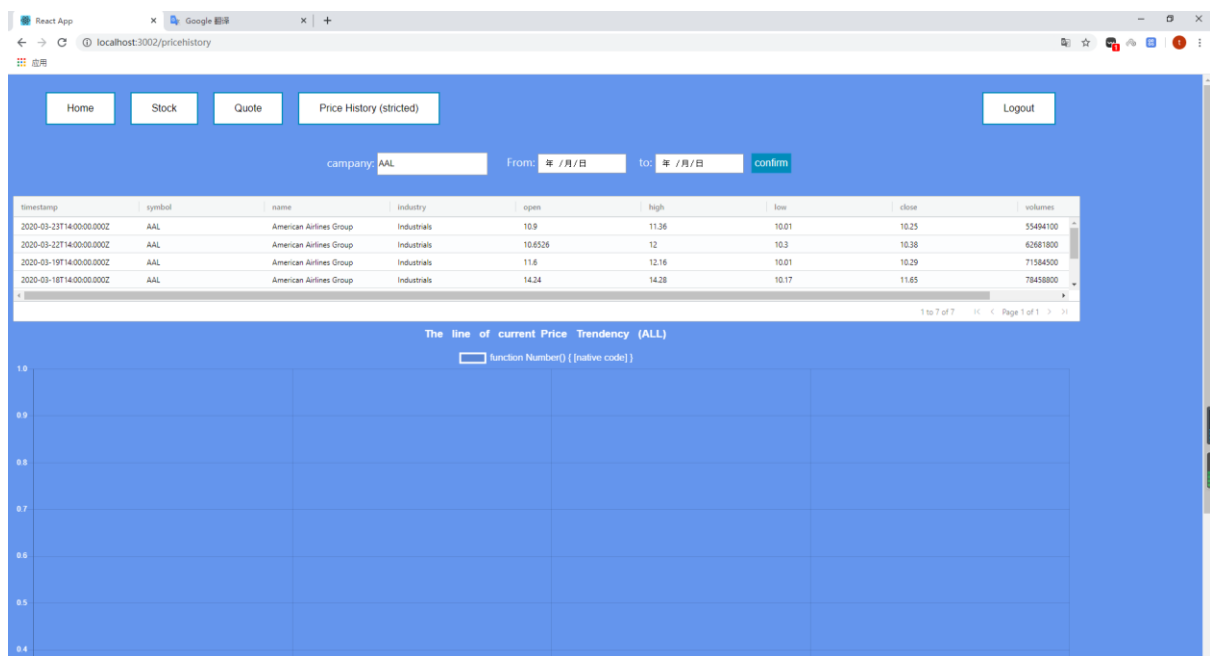 React App Google 翻译
localhost:3002/pricehistory
应用
Home Stock Quote Price History (stricted) Logout
campany: AAL From: 年 /月/日 to: 年 /月/日 confirm
timestamp symbol name industry open high low close volumes
2020-03-23T14:00:00.000Z AAL American Airlines Group Industrials 10.9 11.36 10.01 10.25 55494100
2020-03-22T14:00:00.000Z AAL American Airlines Group Industrials 10.6526 12 10.3 10.38 62681800
2020-03-19T14:00:00.000Z AAL American Airlines Group Industrials 11.6 12.16 10.01 10.29 71584500
2020-03-18T14:00:00.000Z AAL American Airlines Group Industrials 14.24 14.28 10.17 11.65 78458800
1 to 7 of 7 Page 1 of 1
The line of current Price Trendency (ALL)
function Number() { [native code] }
1.0
0.9
0.8
0.7
0.6
0.5
0.4